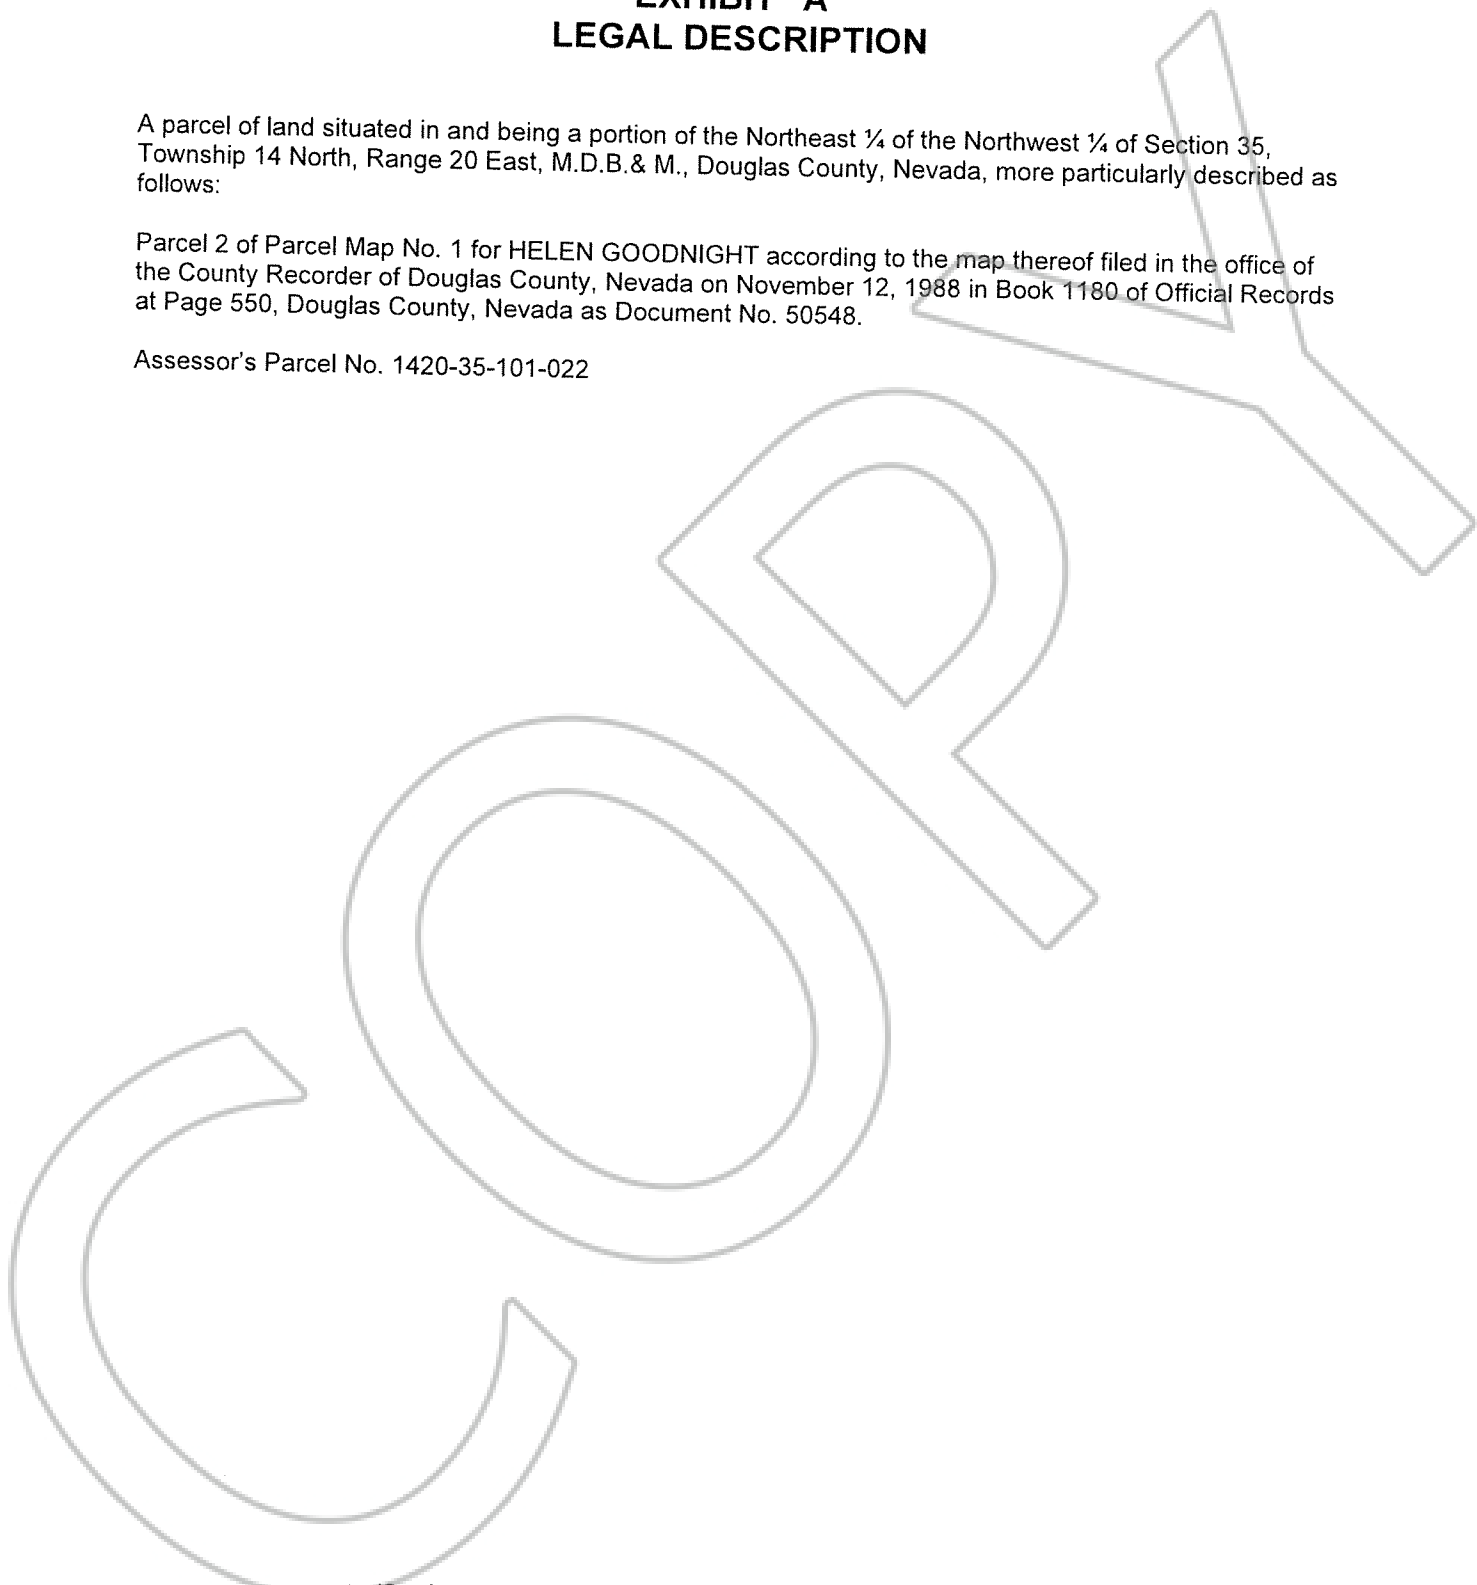 EXHIBIT "A"
LEGAL DESCRIPTION
A parcel of land situated in and being a portion of the Northeast ¼ of the Northwest ¼ of Section 35,
Township 14 North, Range 20 East, M.D.B.& M., Douglas County, Nevada, more particularly described as
follows:
Parcel 2 of Parcel Map No. 1 for HELEN GOODNIGHT according to the map thereof filed in the office of
the County Recorder of Douglas County, Nevada on November 12, 1988 in Book 1180 of Official Records
at Page 550, Douglas County, Nevada as Document No. 50548.
Assessor's Parcel No. 1420-35-101-022
COPY